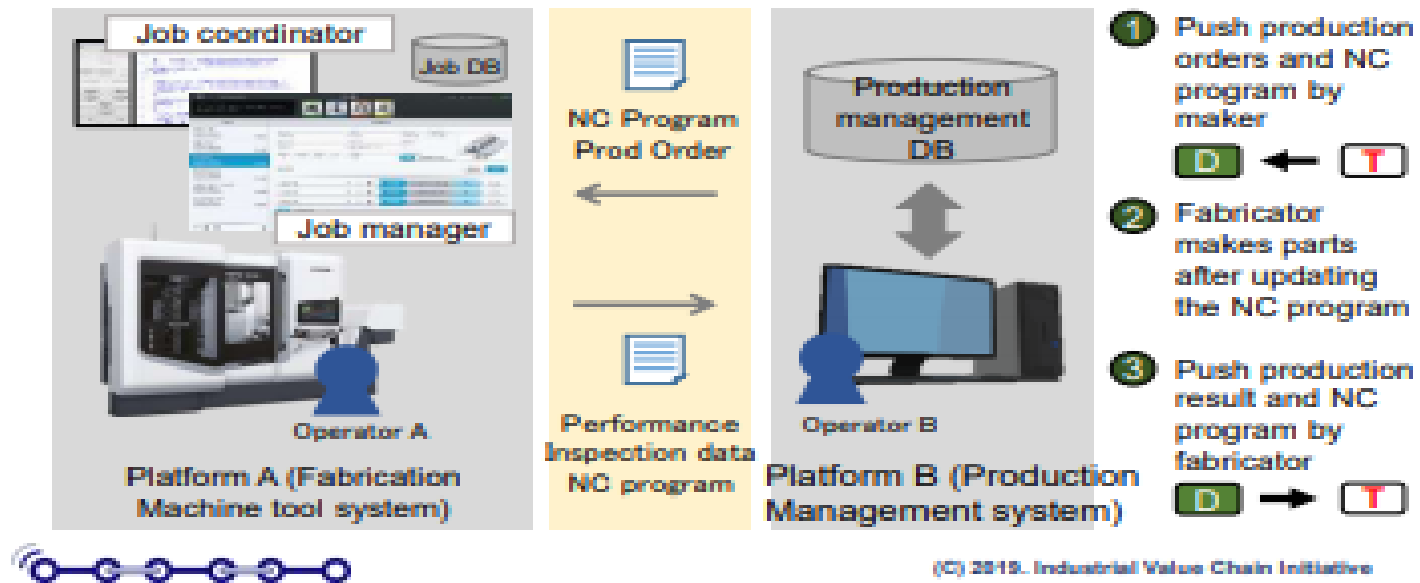 Job coordinator
Job DB
Job manager
Operator A
Platform A (Fabrication
Machine tool system)
NC Program
Prod Order
Performance
Inspection data
NC program
Production
management
DB
Operator B
Platform B (Production
Management system)
1 Push production
orders and NC
program by
maker
D T
2 Fabricator
makes parts
after updating
the NC program
3 Push production
result and NC
program by
fabricator
D T
(C) 2019. Industrial Value Chain Initiative